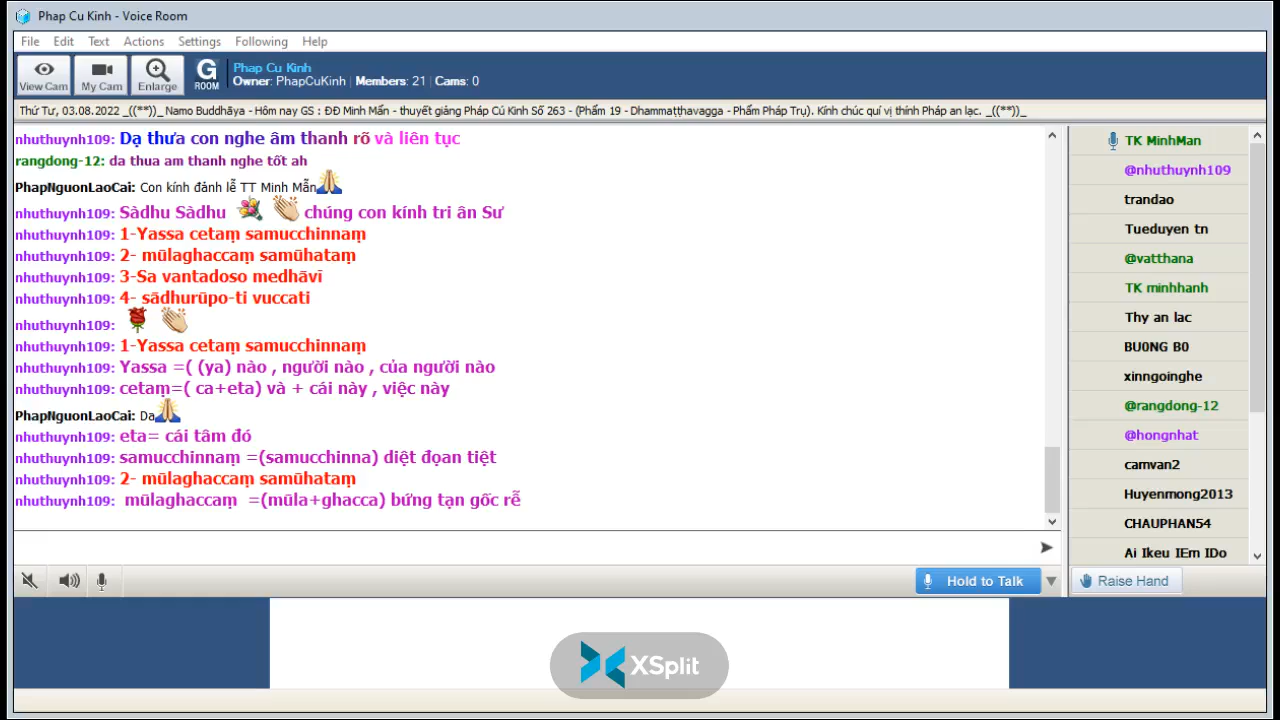 Phap Cu Kinh - Voice Room
File Edit Text Actions Settings Following Help
View Cam My Cam Enlarge G ROOM
Phap Cu Kinh
Owner: PhapCuKinh | Members: 21 | Cams: 0
Thứ Tư, 03.08.2022 _((**))_ Namo Buddhāya - Hôm nay GS : ĐĐ Minh Mẫn - thuyết giảng Pháp Cú Kinh Số 263 - (Phẩm 19 - Dhammaṭṭhavagga - Phẩm Pháp Trụ). Kính chúc quí vị thính Pháp an lạc. _((**))_
nhuthuynh109: Dạ thưa con nghe âm thanh rõ và liên tục
rangdong-12: da thua am thanh nghe tốt ah
PhapNguonLaoCai: Con kính đảnh lễ TT Minh Mẫn
nhuthuynh109: Sàdhu Sàdhu chúng con kính tri ân Sư
nhuthuynh109: 1-Yassa cetaṃ samucchinnaṃ
nhuthuynh109: 2- mūlaghaccaṃ samūhataṃ
nhuthuynh109: 3-Sa vantadoso medhāvī
nhuthuynh109: 4- sādhurūpo-ti vuccati
nhuthuynh109:
nhuthuynh109: 1-Yassa cetaṃ samucchinnaṃ
nhuthuynh109: Yassa =( (ya) nào , người nào , của người nào
nhuthuynh109: cetaṃ=( ca+eta) và + cái này , việc này
PhapNguonLaoCai: Da
nhuthuynh109: eta= cái tâm đó
nhuthuynh109: samucchinnaṃ =(samucchinna) diệt đọan tiệt
nhuthuynh109: 2- mūlaghaccaṃ samūhataṃ
nhuthuynh109: mūlaghaccaṃ =(mūla+ghacca) bứng tạn gốc rễ
TK MinhMan
@nhuthuynh109
trandao
Tueduyen tn
@vatthana
TK minhhanh
Thy an lac
BU0NG B0
xinngoinghe
@rangdong-12
@hongnhat
camvan2
Huyenmong2013
CHAUPHAN54
Ai Ikeu IEm IDo
Hold to Talk
Raise Hand
XSplit